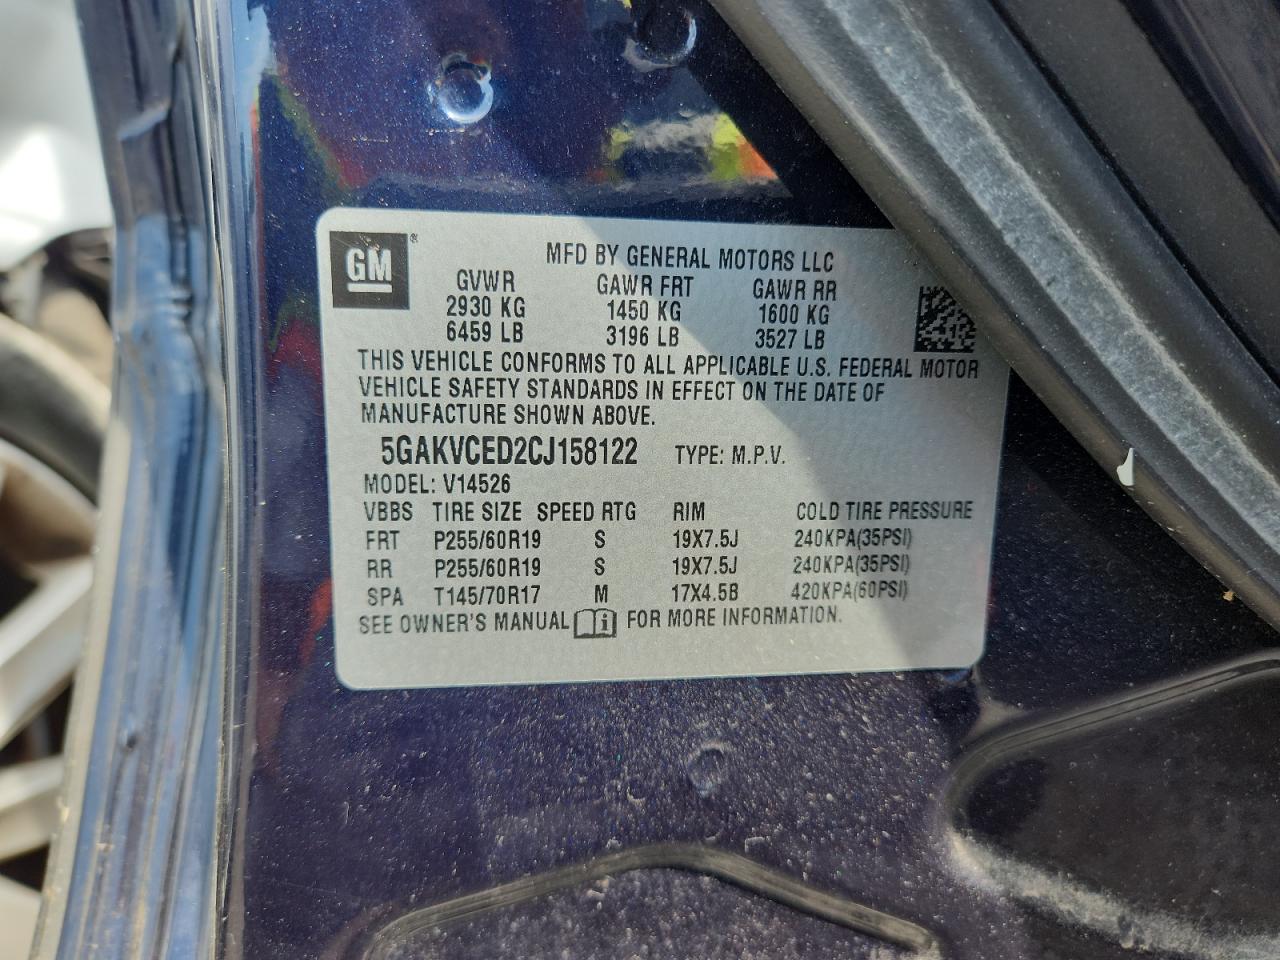 GM ®
MFD BY GENERAL MOTORS LLC
GVWR GAWR FRT GAWR RR
2930 KG 1450 KG 1600 KG
6459 LB 3196 LB 3527 LB
THIS VEHICLE CONFORMS TO ALL APPLICABLE U.S. FEDERAL MOTOR
VEHICLE SAFETY STANDARDS IN EFFECT ON THE DATE OF
MANUFACTURE SHOWN ABOVE.
5GAKVCED2CJ158122 TYPE: M.P.V.
MODEL: V14526
VBBS TIRE SIZE SPEED RTG RIM COLD TIRE PRESSURE
FRT P255/60R19 S 19X7.5J 240KPA(35PSI)
RR P255/60R19 S 19X7.5J 240KPA(35PSI)
SPA T145/70R17 M 17X4.5B 420KPA(60PSI)
SEE OWNER'S MANUAL i FOR MORE INFORMATION.